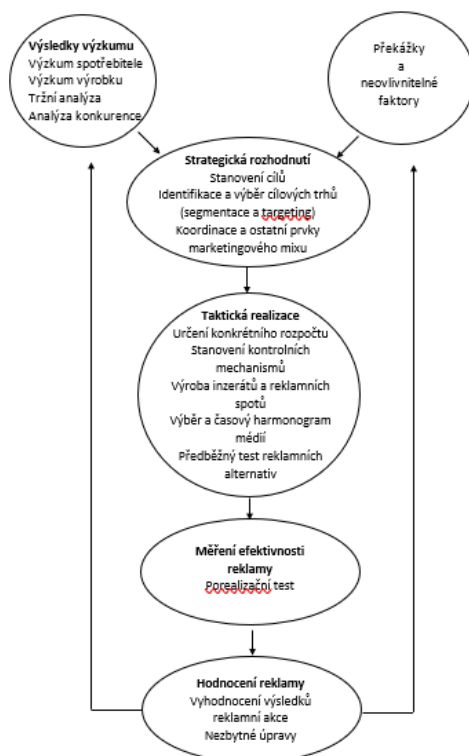 Výsledky výzkumu
Výzkum spotřebitele
Výzkum výrobku
Tržní analýza
Analýza konkurence
Překážky
a
neovlivnitelné
faktory
Strategická rozhodnutí
Stanovení cílů
Identifikace a výběr cílových trhů
(segmentace a targeting)
Koordinace a ostatní prvky
marketingového mixu
Taktická realizace
Určení konkrétního rozpočtu
Stanovení kontrolních
mechanismů
Výroba inzerátů a reklamních
spotů
Výběr a časový harmonogram
médií
Předběžný test reklamních
alternativ
Měření efektivnosti
reklamy
Porealizační test
Hodnocení reklamy
Vyhodnocení výsledků
reklamní akce
Nezbytné úpravy